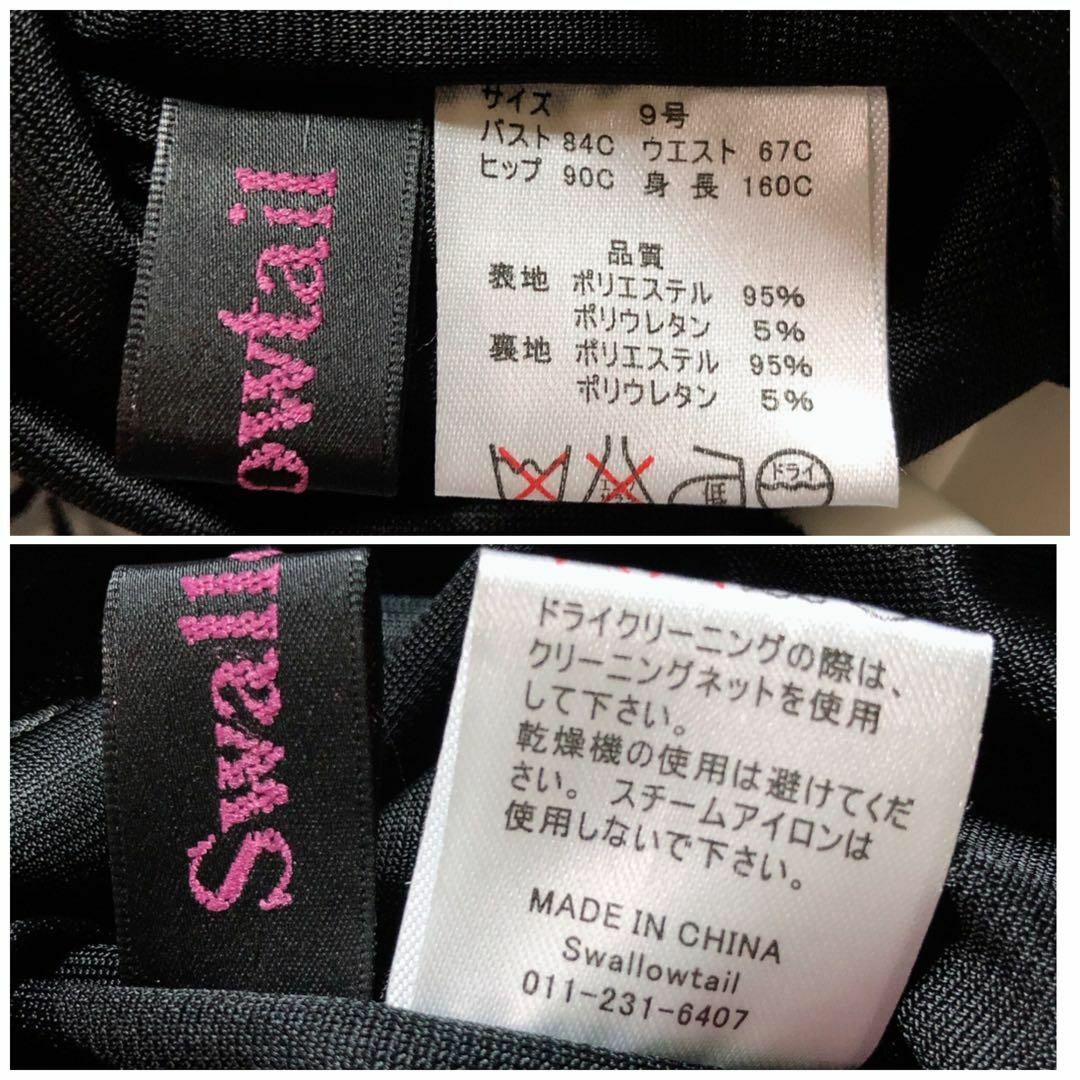 owtail
サイズ 9号
バスト 84C ウエスト 67C
ヒップ 90C 身長 160C
品質
表地 ポリエステル 95%
ポリウレタン 5%
裏地 ポリエステル 95%
ポリウレタン 5%
低
ドライ
Swall
ドライクリーニングの際は、
クリーニングネットを使用
して下さい。
乾燥機の使用は避けてくだ
さい。 スチームアイロンは
使用しないで下さい。
MADE IN CHINA
Swallowtail
011-231-6407